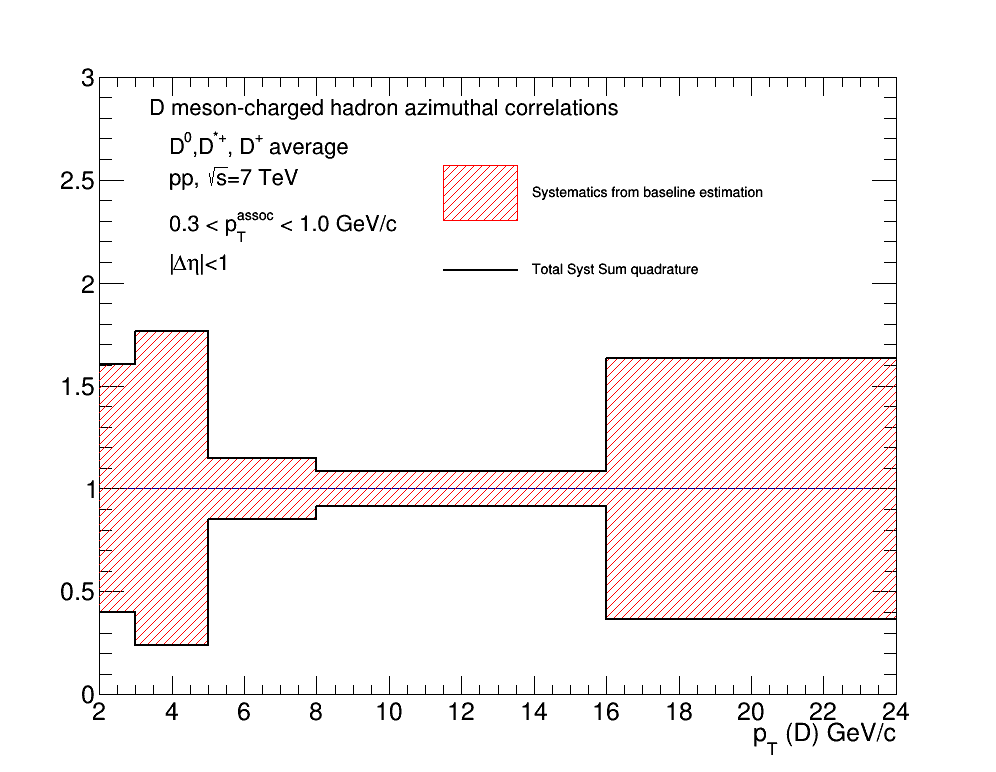 D meson-charged hadron azimuthal correlations
D⁰,D*⁺, D⁺ average
pp, √s=7 TeV
0.3 < p_T^assoc < 1.0 GeV/c
|Δη|<1
Systematics from baseline estimation
Total Syst Sum quadrature
3
2.5
2
1.5
1
0.5
0
2 4 6 8 10 12 14 16 18 20 22 24
p_T (D) GeV/c